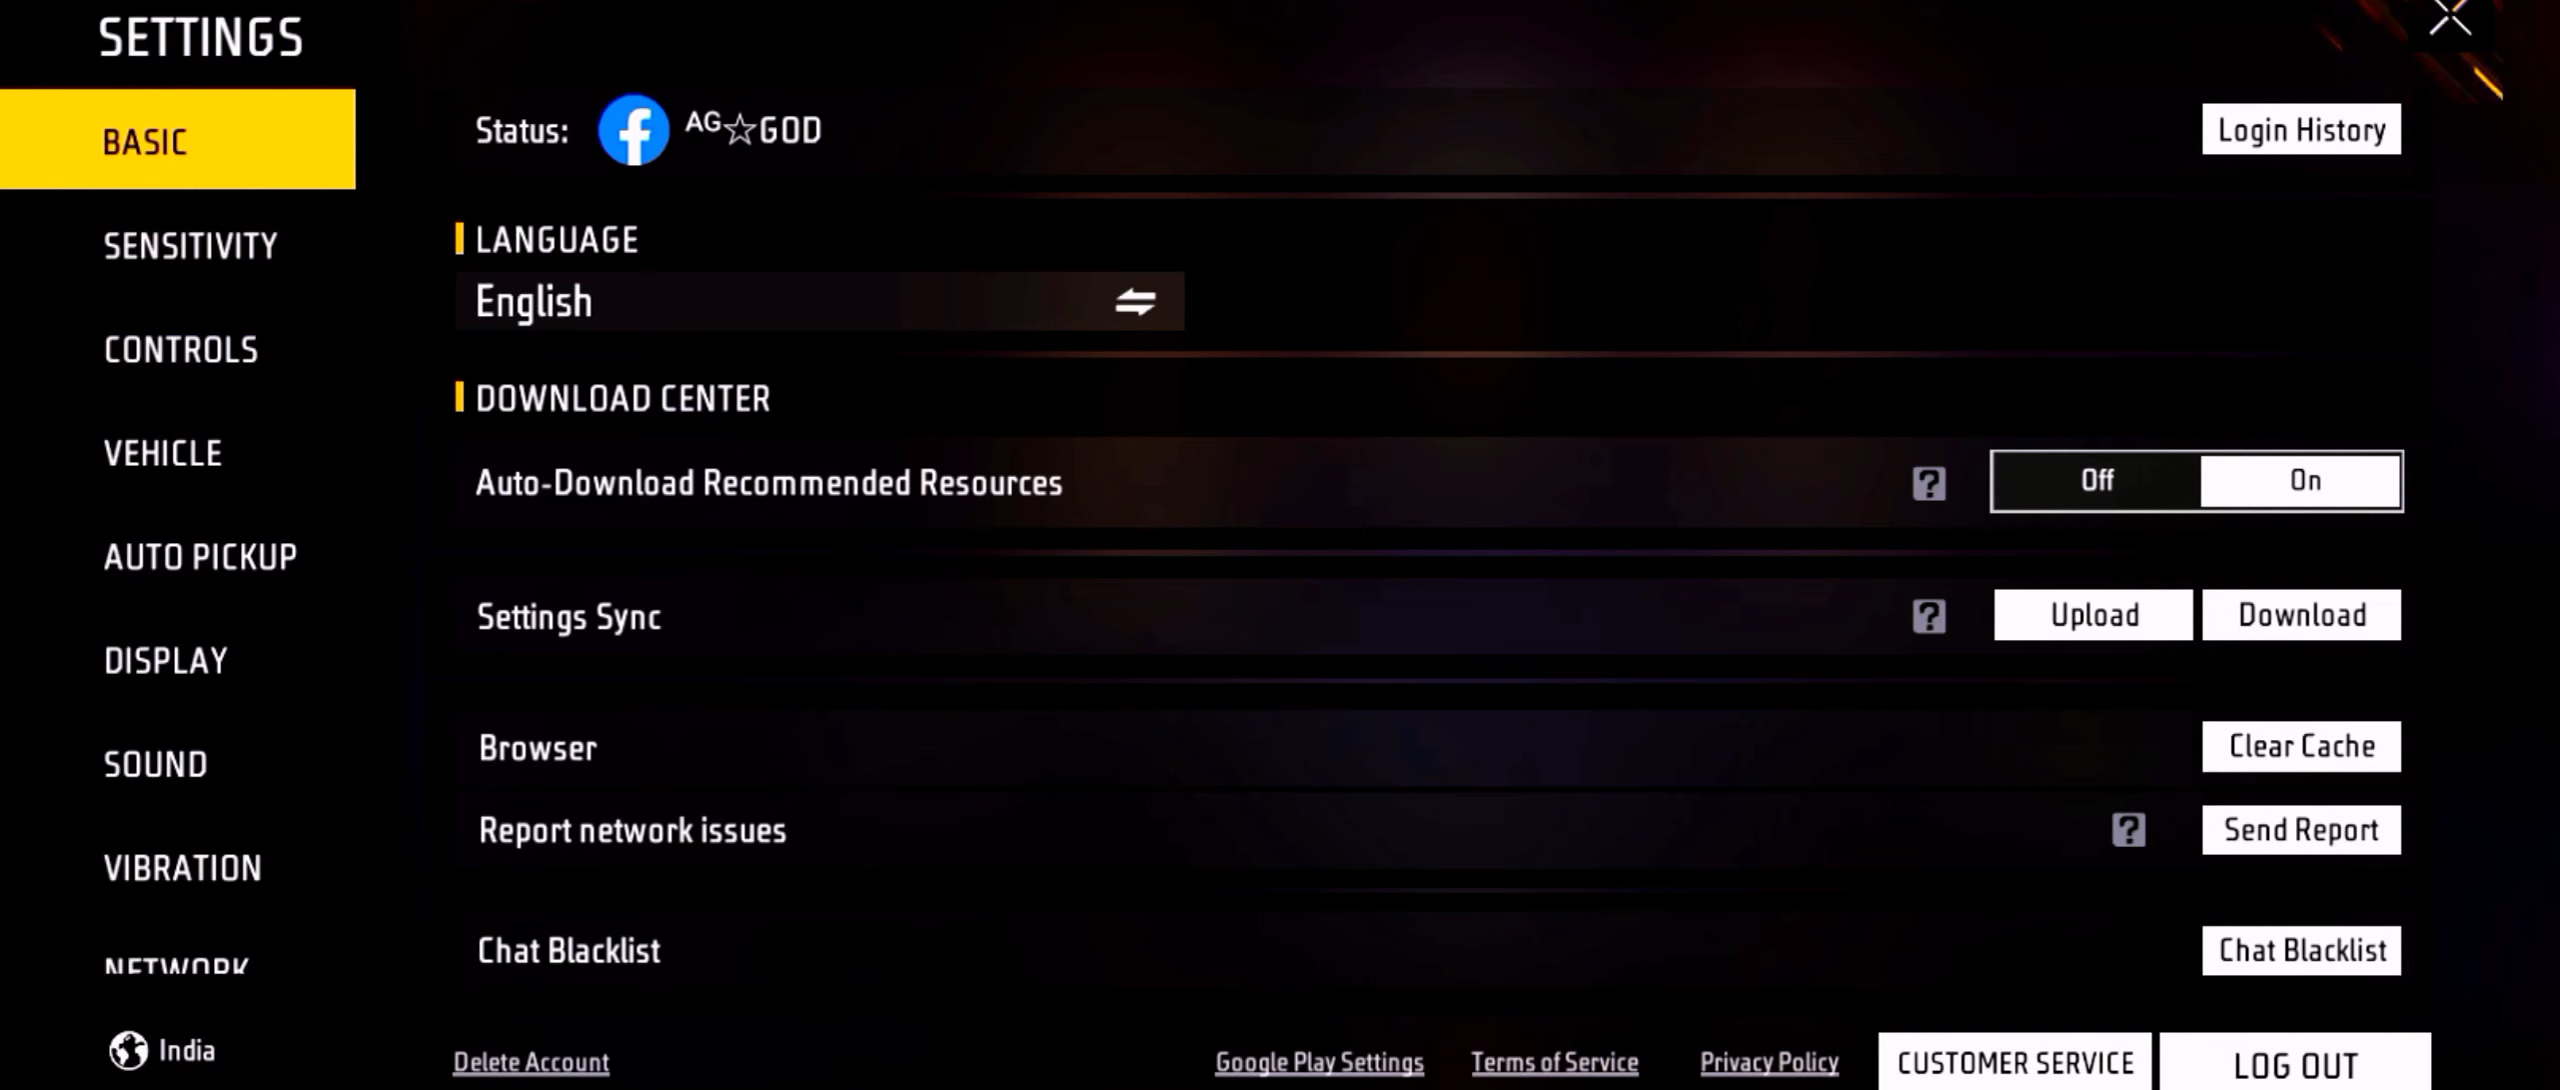 SETTINGS
BASIC
SENSITIVITY
CONTROLS
VEHICLE
AUTO PICKUP
DISPLAY
SOUND
VIBRATION
NETWORK
India
Status: AG☆GOD Login History
LANGUAGE
English
DOWNLOAD CENTER
Auto-Download Recommended Resources ? Off On
Settings Sync ? Upload Download
Browser Clear Cache
Report network issues ? Send Report
Chat Blacklist Chat Blacklist
Delete Account Google Play Settings Terms of Service Privacy Policy CUSTOMER SERVICE LOG OUT